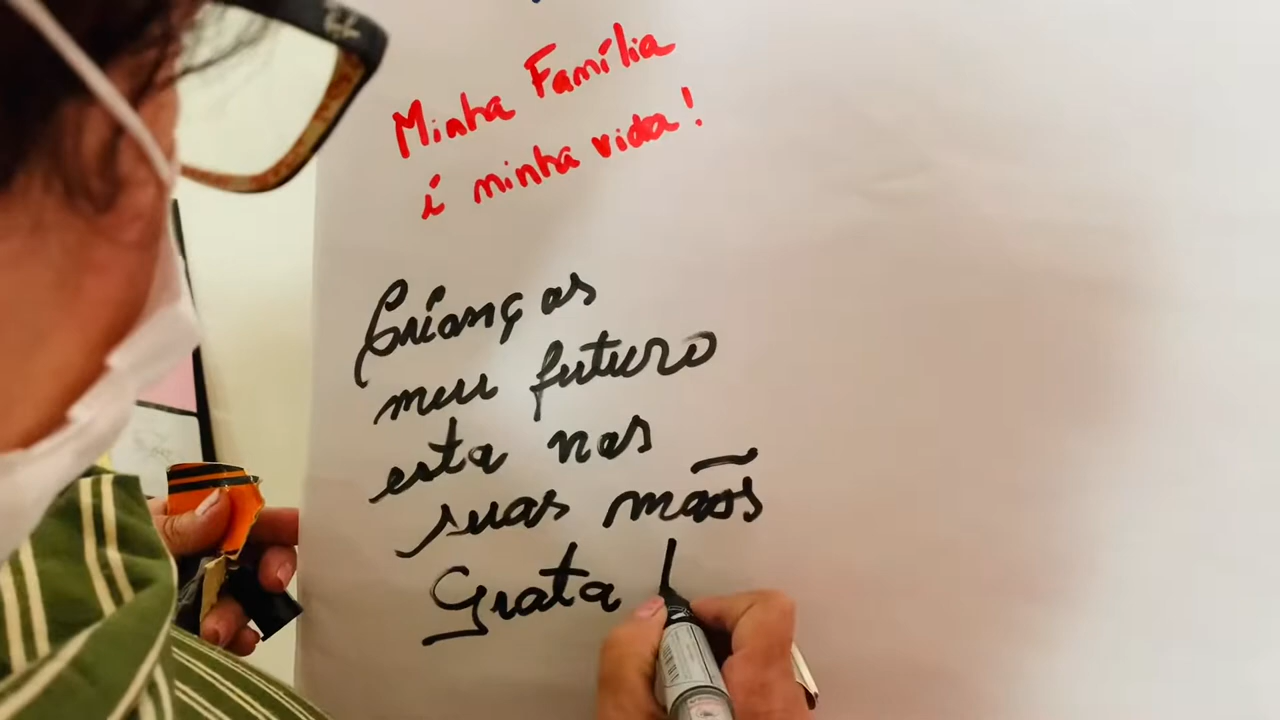 Minha Família
é minha vida!
Crianças
meu futuro
esta nas
suas mãos
Grata !